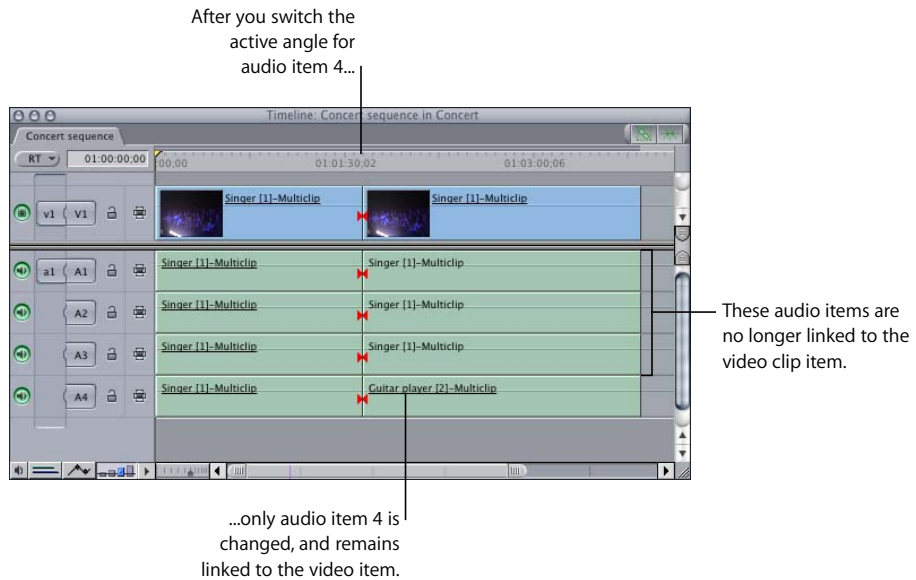 After you switch the
active angle for
audio item 4...
Timeline: Concert sequence in Concert
Concert sequence
RT 01:00:00;00 :00;00 01:01:30;02 01:03:00;06
v1 V1 Singer [1]–Multiclip Singer [1]–Multiclip
a1 A1 Singer [1]–Multiclip Singer [1]–Multiclip
A2 Singer [1]–Multiclip Singer [1]–Multiclip
A3 Singer [1]–Multiclip Singer [1]–Multiclip
A4 Singer [1]–Multiclip Guitar player [2]–Multiclip
These audio items are
no longer linked to the
video clip item.
...only audio item 4 is
changed, and remains
linked to the video item.